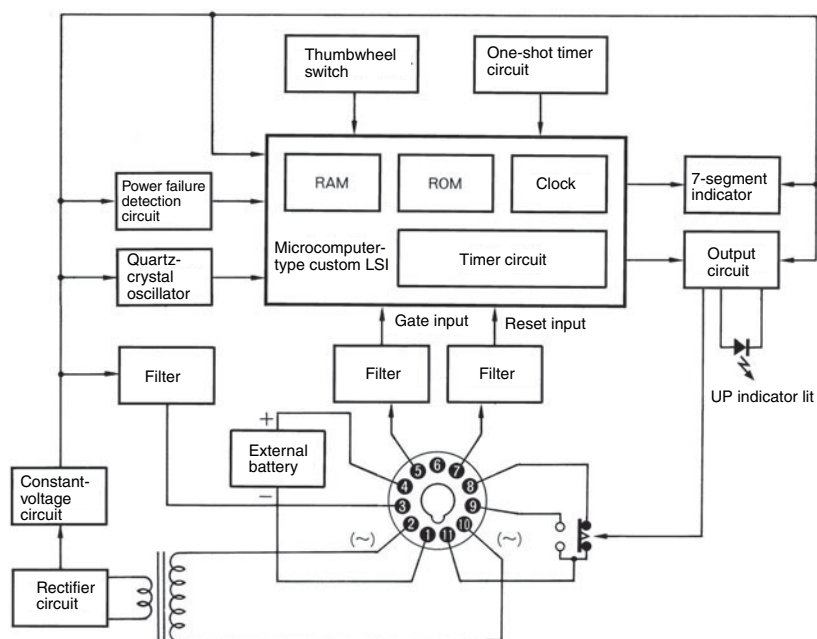 Thumbwheel
switch
One-shot timer
circuit
Power failure
detection
circuit
RAM
ROM
Clock
7-segment
indicator
Quartz-
crystal
oscillator
Microcomputer-
type custom LSI
Timer circuit
Output
circuit
Gate input
Reset input
Filter
Filter
Filter
UP indicator lit
+
External
battery
−
Constant-
voltage
circuit
Rectifier
circuit
5
6
7
4
8
3
9
2
10
1
11
(~)
(~)